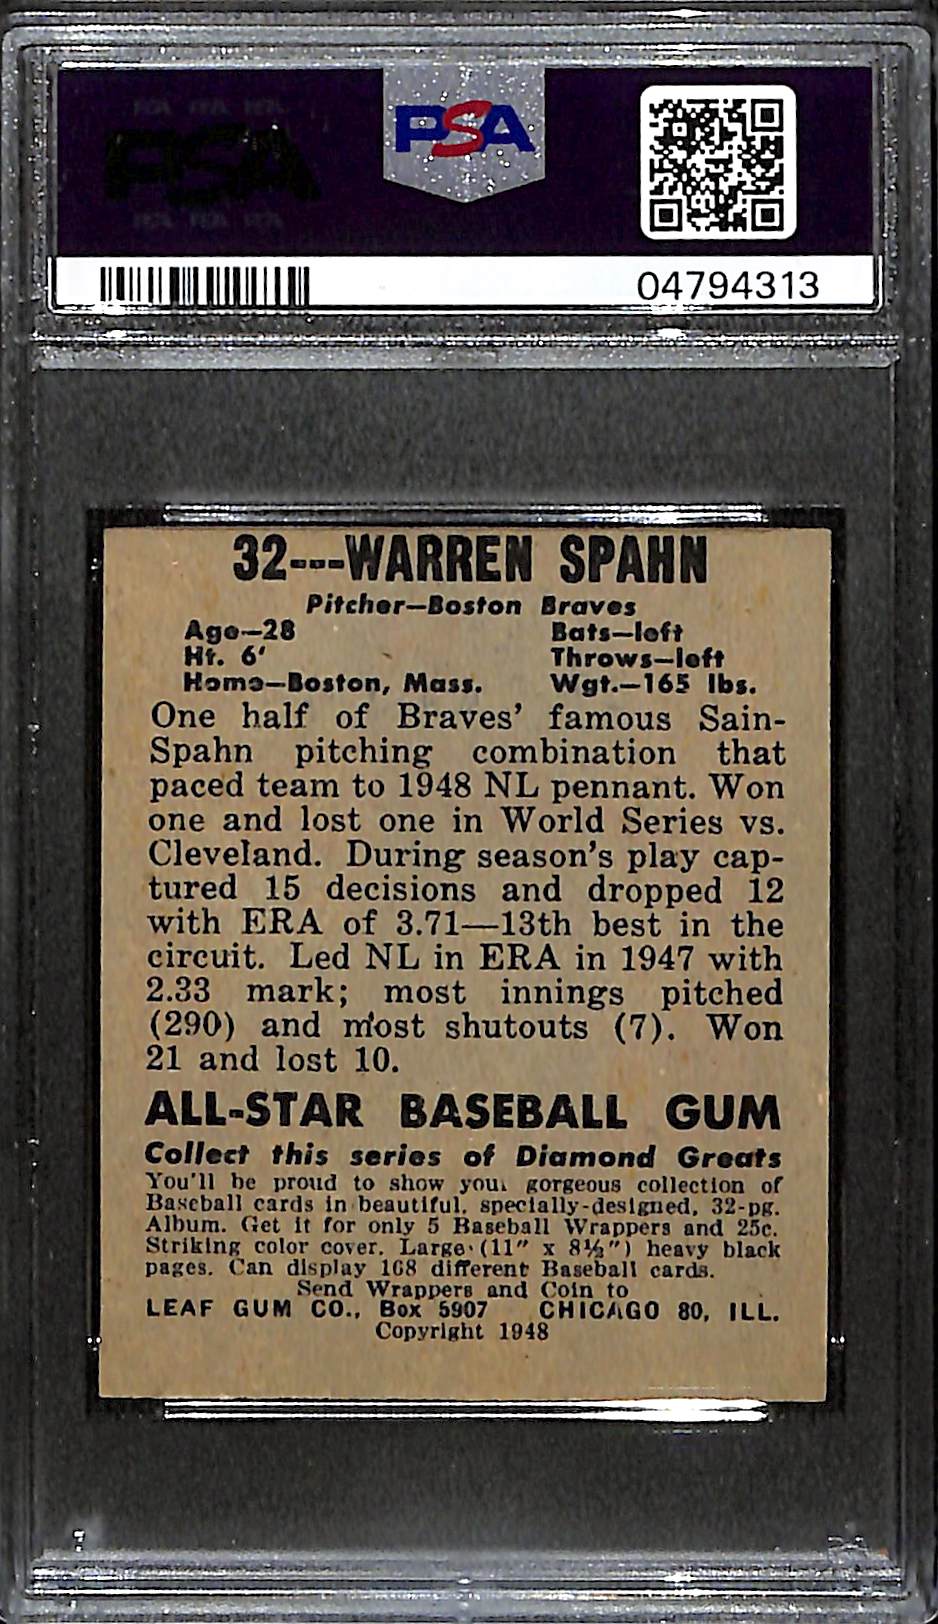 PSA
04794313
32---WARREN SPAHN
Pitcher—Boston Braves
Age—28 Bats—left
Ht. 6' Throws—left
Home—Boston, Mass. Wgt.—165 lbs.
One half of Braves' famous Sain-
Spahn pitching combination that
paced team to 1948 NL pennant. Won
one and lost one in World Series vs.
Cleveland. During season's play cap-
tured 15 decisions and dropped 12
with ERA of 3.71—13th best in the
circuit. Led NL in ERA in 1947 with
2.33 mark; most innings pitched
(290) and most shutouts (7). Won
21 and lost 10.
ALL-STAR BASEBALL GUM
Collect this series of Diamond Greats
You'll be proud to show your gorgeous collection of
Baseball cards in beautiful, specially-designed, 32-pg.
Album. Get it for only 5 Baseball Wrappers and 25c.
Striking color cover. Large (11" x 8½") heavy black
pages. Can display 168 different Baseball cards.
Send Wrappers and Coin to
LEAF GUM CO., Box 5907 CHICAGO 80, ILL.
Copyright 1948